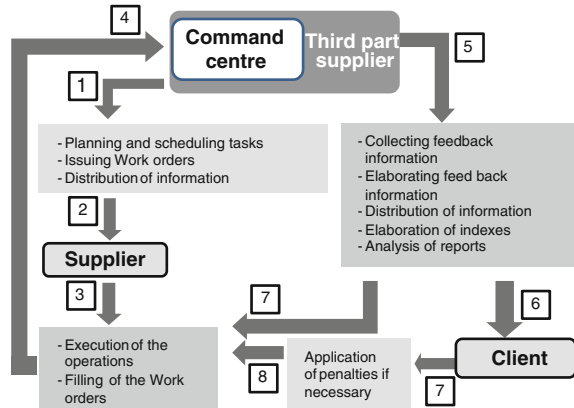 4
Command
centre
Third part
supplier
5
1
- Planning and scheduling tasks
- Issuing Work orders
- Distribution of information
- Collecting feedback
information
- Elaborating feed back
information
- Distribution of information
- Elaboration of indexes
- Analysis of reports
2
Supplier
3
7
6
- Execution of the
operations
- Filling of the Work
orders
8
Application
of penalties if
necessary
7
Client